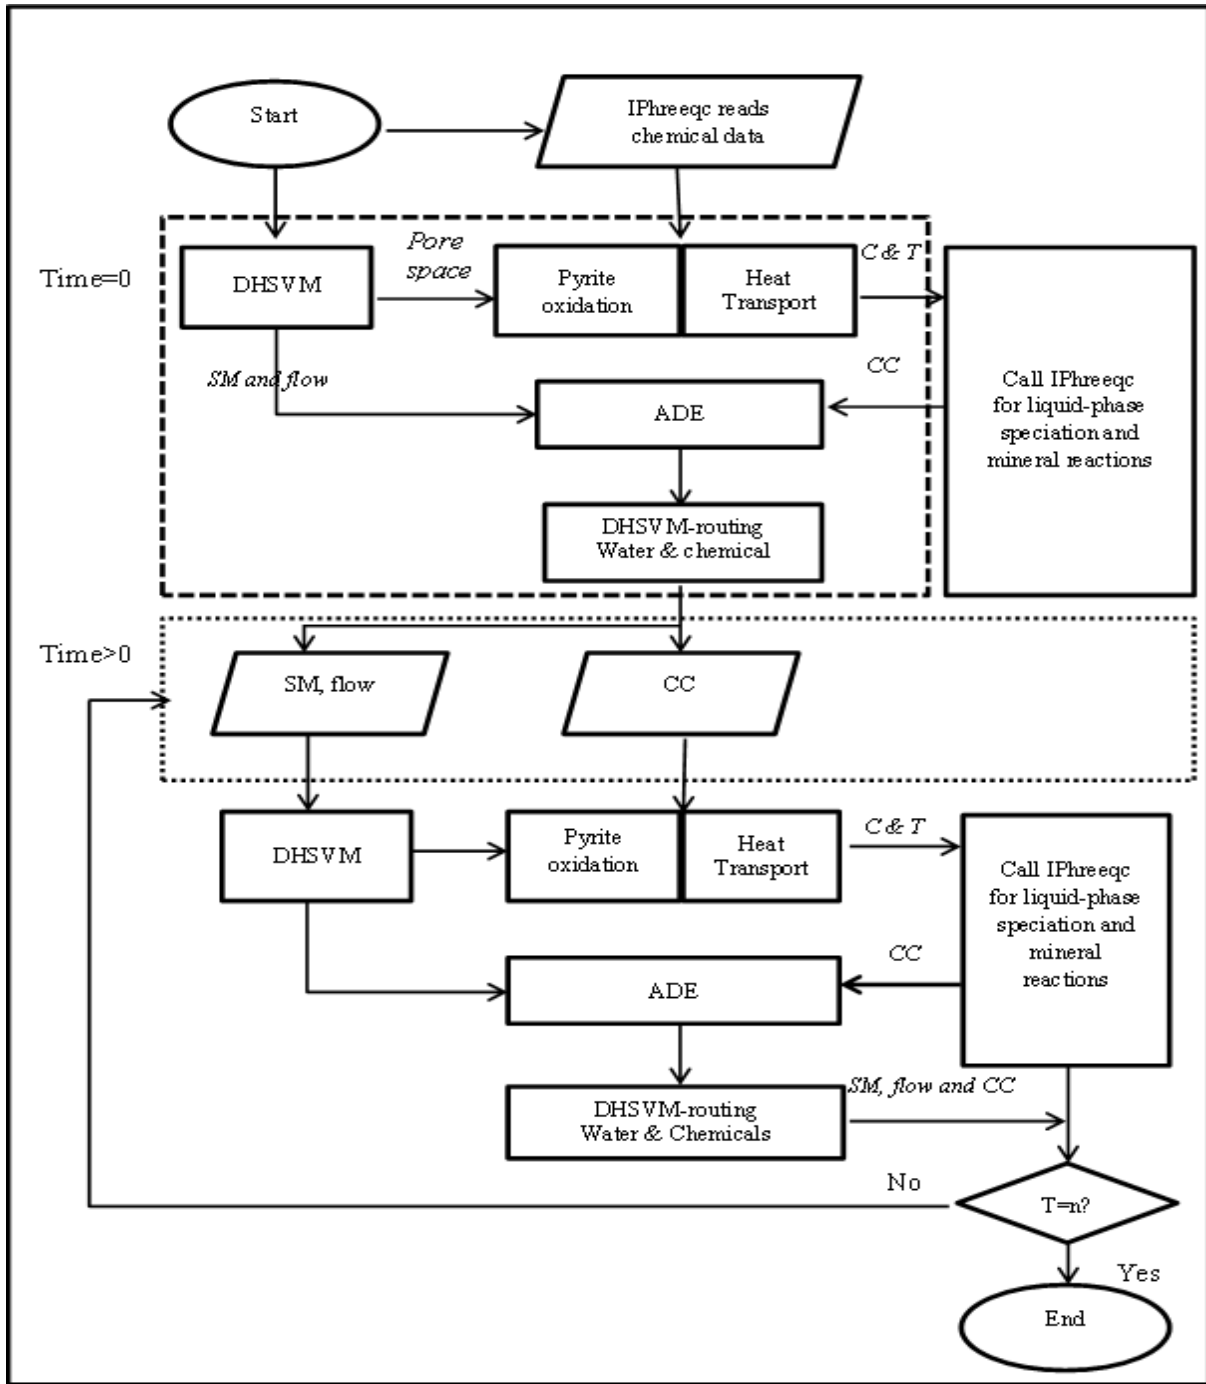 Start
IPhreeqc reads
chemical data
Time=0
DHSVM
Pore
space
Pyrite
oxidation
Heat
Transport
C & T
SM and flow
ADE
CC
Call IPhreeqc
for liquid-phase
speciation and
mineral reactions
DHSVM-routing
Water & chemical
Time>0
SM, flow
CC
DHSVM
Pyrite
oxidation
Heat
Transport
C & T
Call IPhreeqc
for liquid-phase
speciation and
mineral
reactions
CC
ADE
DHSVM-routing
Water & Chemicals
SM, flow and CC
No
T=n?
Yes
End